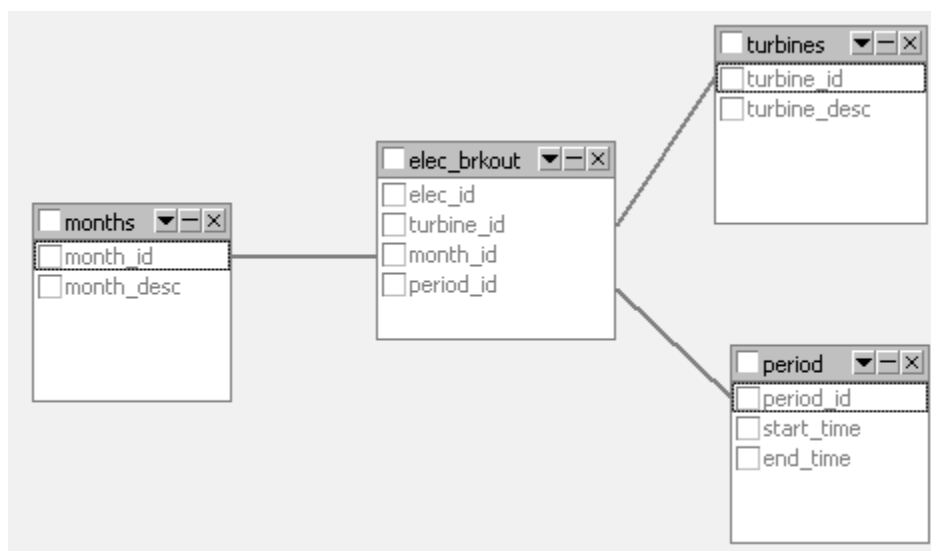 turbines
turbine_id
turbine_desc
elec_brkout
elec_id
turbine_id
month_id
period_id
months
month_id
month_desc
period
period_id
start_time
end_time